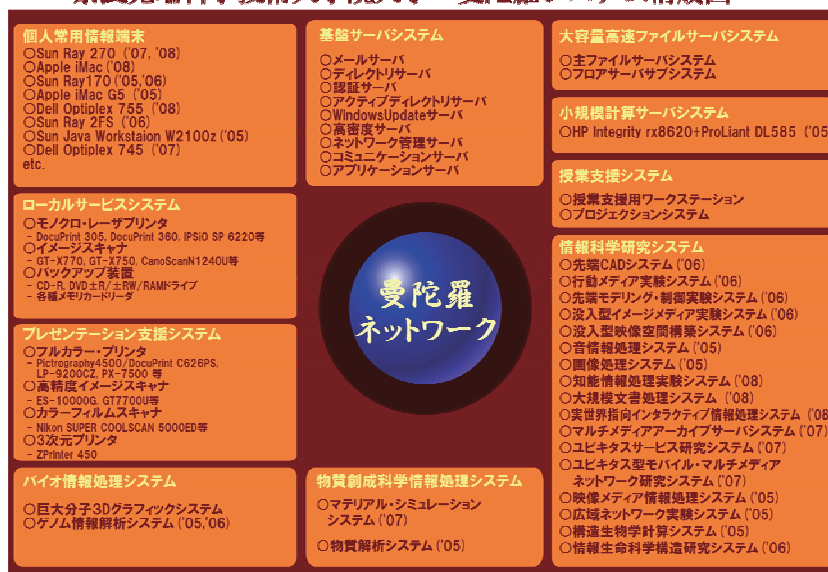 個人常用情報端末
○Sun Ray 270 ('07, '08)
○Apple iMac ('08)
○Sun Ray170 ('05,'06)
○Apple iMac G5 ('05)
○Dell Optiplex 755 ('08)
○Sun Ray 2FS ('06)
○Sun Java Workstaion W2100z ('05)
○Dell Optiplex 745 ('07)
etc.
ローカルサービスシステム
○モノクロ・レーザプリンタ
- DocuPrint 305, DocuPrint 360, IPSiO SP 6220等
○イメージスキャナ
- GT-X770, GT-X750, CanoScanN1240U等
○バックアップ装置
- CD-R, DVD±R/±RW/RAMドライブ
- 各種メモリカードリーダ
プレゼンテーション支援システム
○フルカラー・プリンタ
- Pictrography4500/DocuPrint C626PS,
LP-9200CZ, PX-7500 等
○高精度イメージスキャナ
- ES-10000G, GT7700U等
○カラーフィルムスキャナ
- Nikon SUPER COOLSCAN 5000ED等
○3次元プリンタ
- ZPrinter 450
バイオ情報処理システム
○巨大分子3Dグラフィックシステム
○ゲノム情報解析システム ('05,'06)
基盤サーバシステム
○メールサーバ
○ディレクトリサーバ
○認証サーバ
○アクティブディレクトリサーバ
○WindowsUpdateサーバ
○高密度サーバ
○ネットワーク管理サーバ
○コミュニケーションサーバ
○アプリケーションサーバ
曼陀羅
ネットワーク
物質創成科学情報処理システム
○マテリアル・シミュレーション
システム ('07)
○物質解析システム ('05)
大容量高速ファイルサーバシステム
○主ファイルサーバシステム
○フロアサーバサブシステム
小規模計算サーバシステム
○HP Integrity rx8620+ProLiant DL585 ('05
授業支援システム
○授業支援用ワークステーション
○プロジェクションシステム
情報科学研究システム
○先端CADシステム ('06)
○行動メディア実験システム ('06)
○先端モデリング・制御実験システム ('06)
○没入型イメージメディア実験システム ('06)
○没入型映像空間構築システム ('06)
○音情報処理システム ('05)
○画像処理システム ('05)
○知能情報処理実験システム ('08)
○大規模文書処理システム ('08)
○実世界指向インタラクティブ情報処理システム ('08
○マルチメディアアーカイブサーバシステム ('07)
○ユビキタスサービス研究システム ('07)
○ユビキタス型モバイル・マルチメディア
ネットワーク研究システム ('07)
○映像メディア情報処理システム ('05)
○広域ネットワーク実験システム ('05)
○構造生物学計算システム ('05)
○情報生命科学構造研究システム ('06)